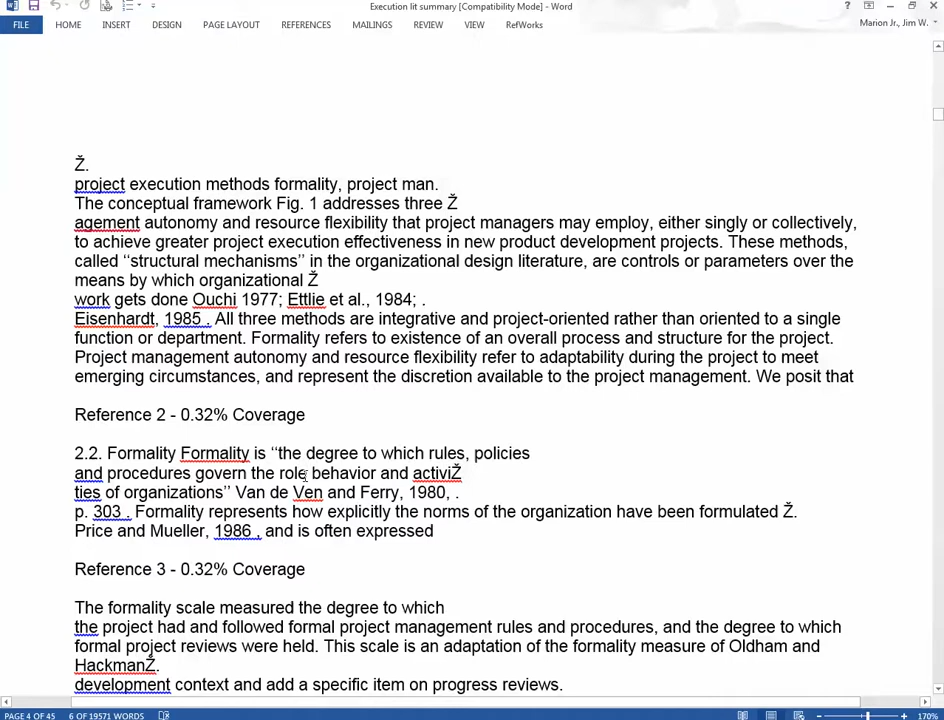 Execution lit summary [Compatibility Mode] - Word
FILE HOME INSERT DESIGN PAGE LAYOUT REFERENCES MAILINGS REVIEW VIEW RefWorks
Marion Jr., Jim W.
Ž.
project execution methods formality, project man.
The conceptual framework Fig. 1 addresses three Ž
agement autonomy and resource flexibility that project managers may employ, either singly or collectively,
to achieve greater project execution effectiveness in new product development projects. These methods,
called ‘‘structural mechanisms’’ in the organizational design literature, are controls or parameters over the
means by which organizational Ž
work gets done Ouchi 1977; Ettlie et al., 1984; .
Eisenhardt, 1985 . All three methods are integrative and project-oriented rather than oriented to a single
function or department. Formality refers to existence of an overall process and structure for the project.
Project management autonomy and resource flexibility refer to adaptability during the project to meet
emerging circumstances, and represent the discretion available to the project management. We posit that
Reference 2 - 0.32% Coverage
2.2. Formality Formality is ‘‘the degree to which rules, policies
and procedures govern the role behavior and activiŽ
ties of organizations’’ Van de Ven and Ferry, 1980, .
p. 303 . Formality represents how explicitly the norms of the organization have been formulated Ž.
Price and Mueller, 1986 , and is often expressed
Reference 3 - 0.32% Coverage
The formality scale measured the degree to which
the project had and followed formal project management rules and procedures, and the degree to which
formal project reviews were held. This scale is an adaptation of the formality measure of Oldham and
HackmanŽ.
development context and add a specific item on progress reviews.
PAGE 4 OF 45 6 OF 19571 WORDS 170%